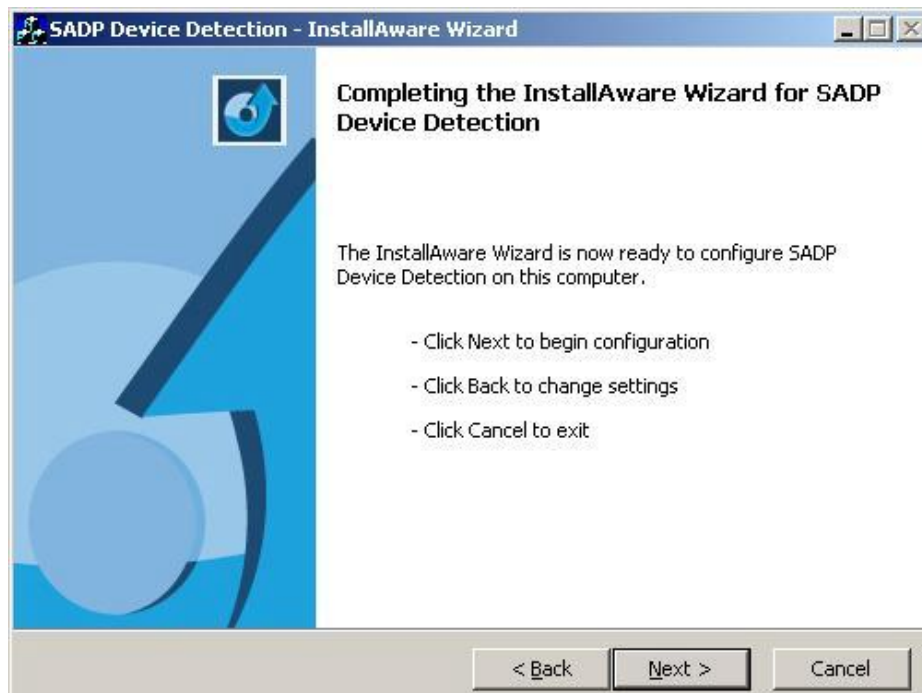 SADP Device Detection - InstallAware Wizard
Completing the InstallAware Wizard for SADP
Device Detection
The InstallAware Wizard is now ready to configure SADP
Device Detection on this computer.
- Click Next to begin configuration
- Click Back to change settings
- Click Cancel to exit
< Back
Next >
Cancel